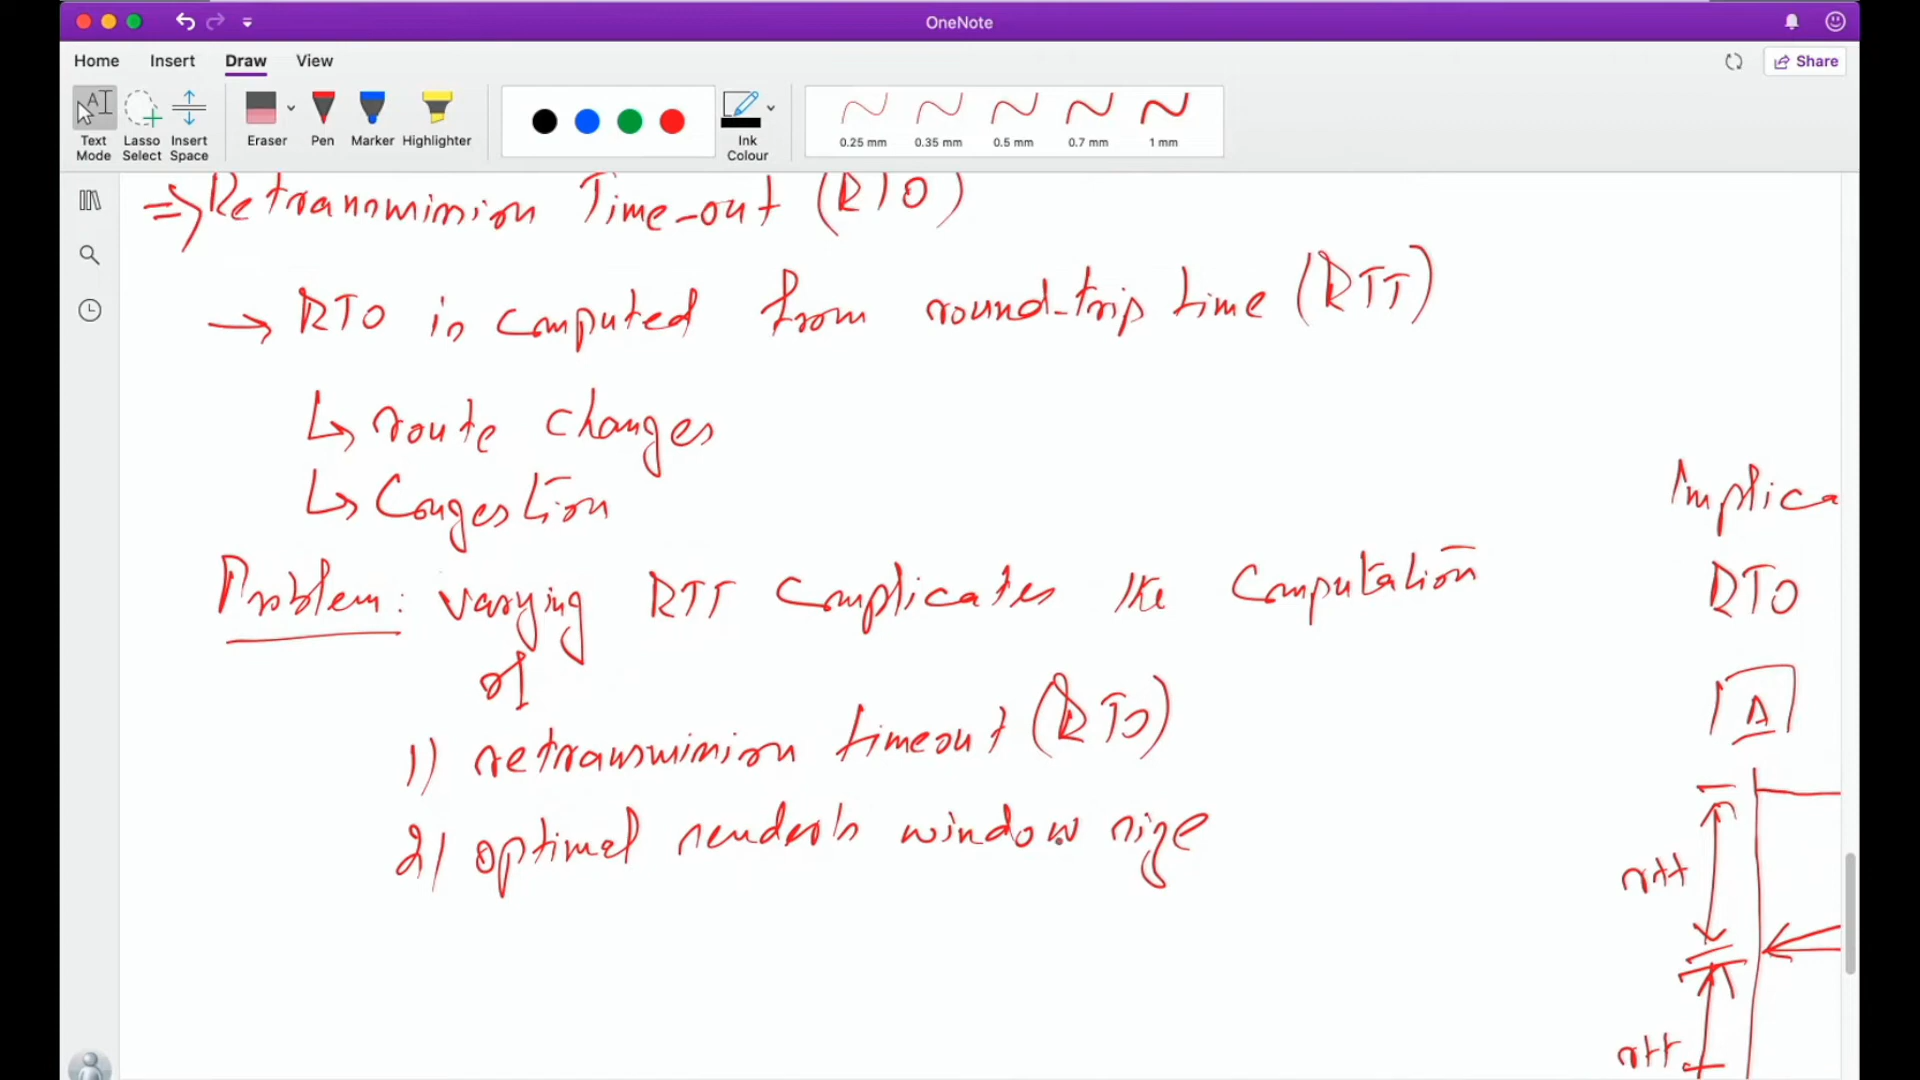 OneNote
Home Insert Draw View
Share
Text Mode
Lasso Select
Insert Space
Eraser
Pen
Marker
Highlighter
Ink Colour
0.25 mm
0.35 mm
0.5 mm
0.7 mm
1 mm
=> Retransmission Time-out (RTO)
→ RTO is computed from round-trip time (RTT)
↳ route changes
↳ Congestion
Problem: varying RTT complicates the computation
of
1) retransmission timeout (RTO)
2) optimal sender's window size
Implica
RTO
A
rtt
rtt